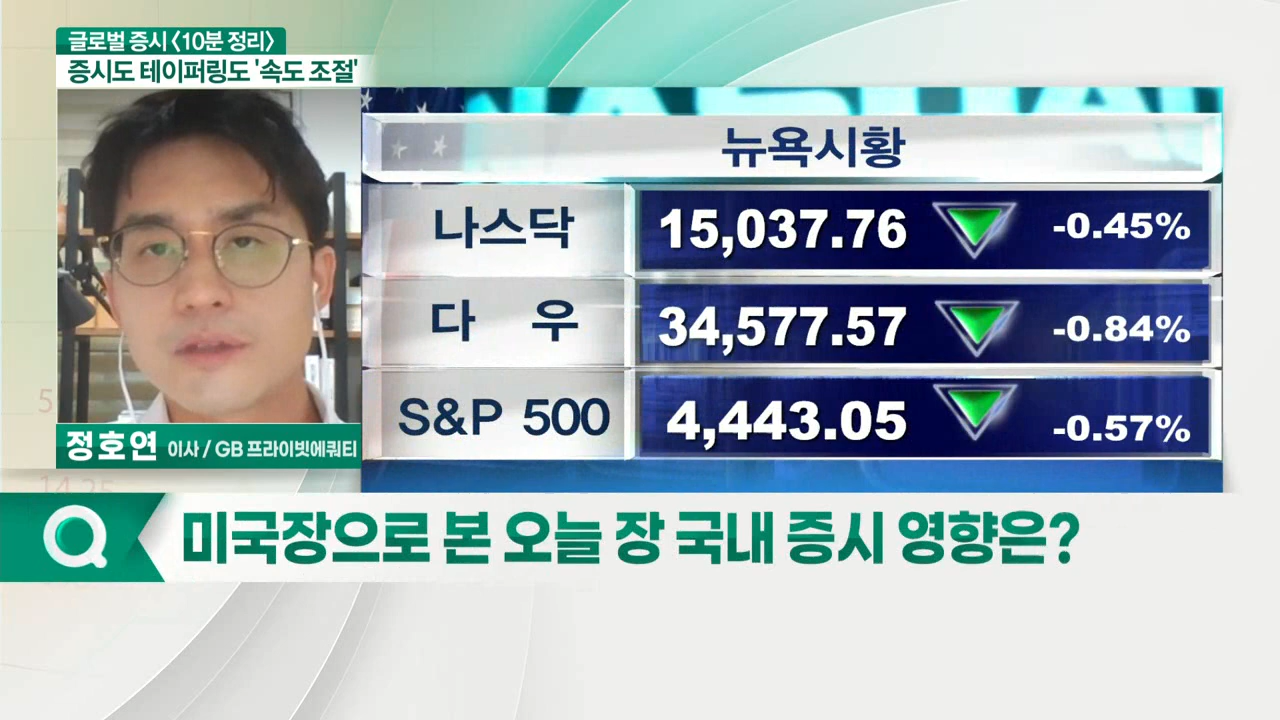 글로벌 증시 <10분 정리>
증시도 테이퍼링도 '속도 조절'
뉴욕시황
나스닥 15,037.76 -0.45%
다우 34,577.57 -0.84%
S&P 500 4,443.05 -0.57%
정호연 이사 / GB 프라이빗에쿼티
Q 미국장으로 본 오늘 장 국내 증시 영향은?